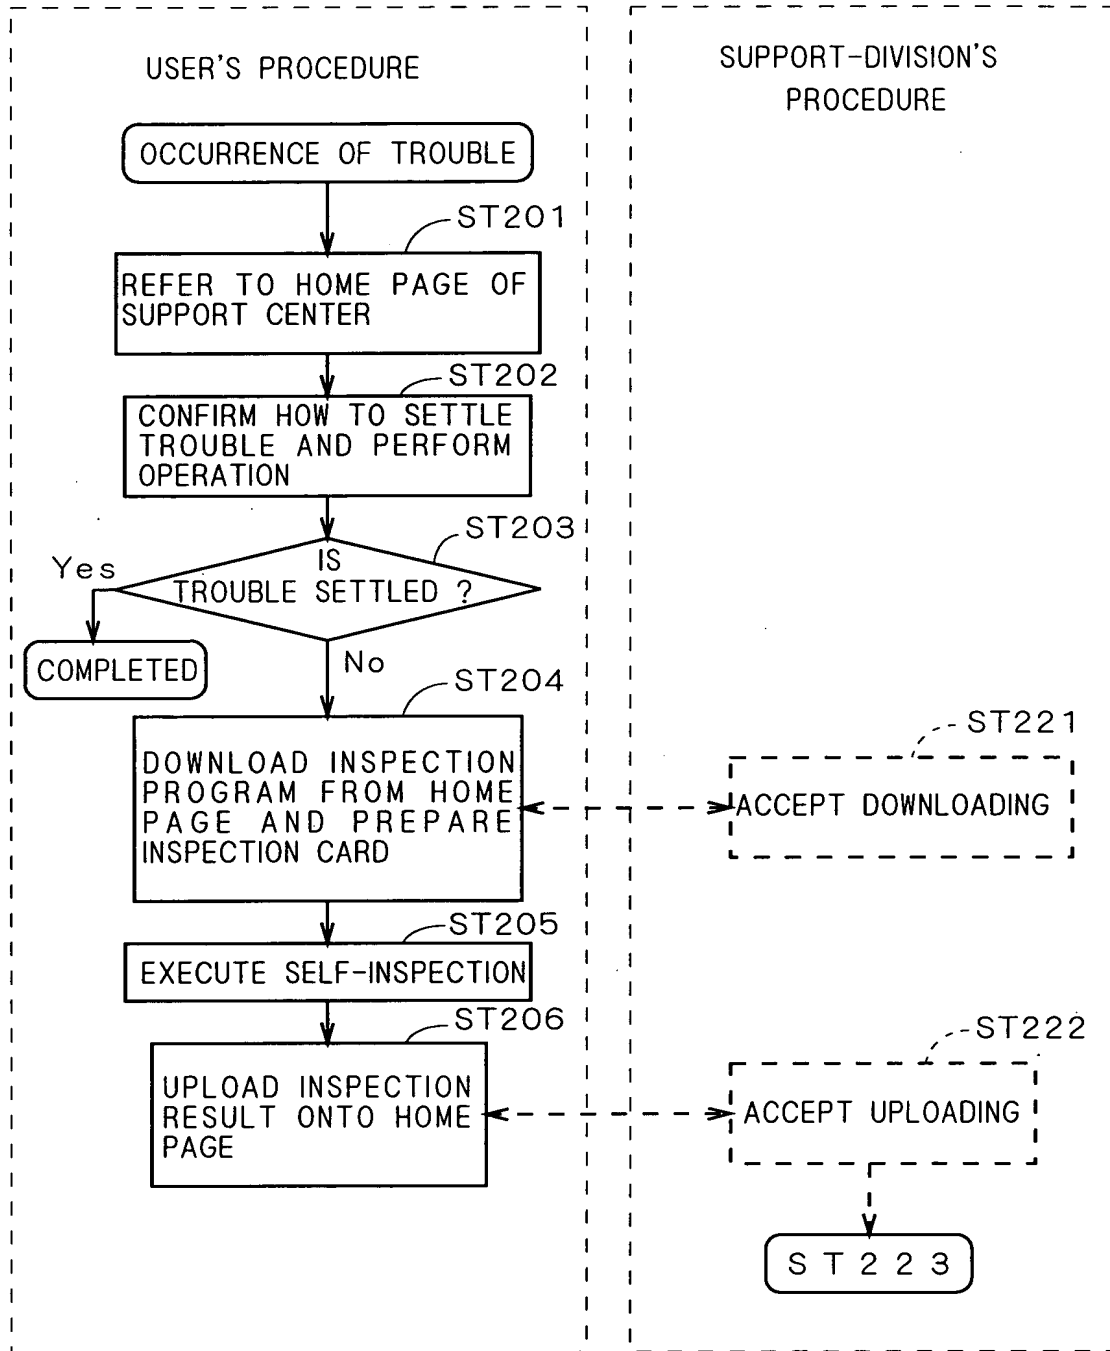 USER'S PROCEDURE
SUPPORT-DIVISION'S
PROCEDURE
OCCURRENCE OF TROUBLE
ST201
REFER TO HOME PAGE OF
SUPPORT CENTER
ST202
CONFIRM HOW TO SETTLE
TROUBLE AND PERFORM
OPERATION
ST203
IS
TROUBLE SETTLED ?
Yes
COMPLETED
No
ST204
DOWNLOAD INSPECTION
PROGRAM FROM HOME
PAGE AND PREPARE
INSPECTION CARD
ST221
ACCEPT DOWNLOADING
ST205
EXECUTE SELF-INSPECTION
ST206
UPLOAD INSPECTION
RESULT ONTO HOME
PAGE
ST222
ACCEPT UPLOADING
ST223